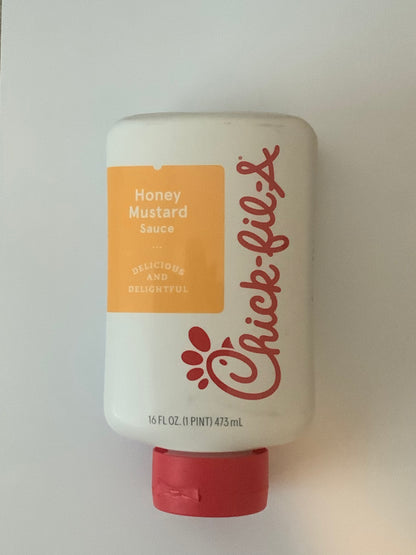 Honey
Mustard
Sauce
...
DELICIOUS
AND
DELIGHTFUL
Chick-fil-A
16 FL OZ. (1 PINT) 473 mL